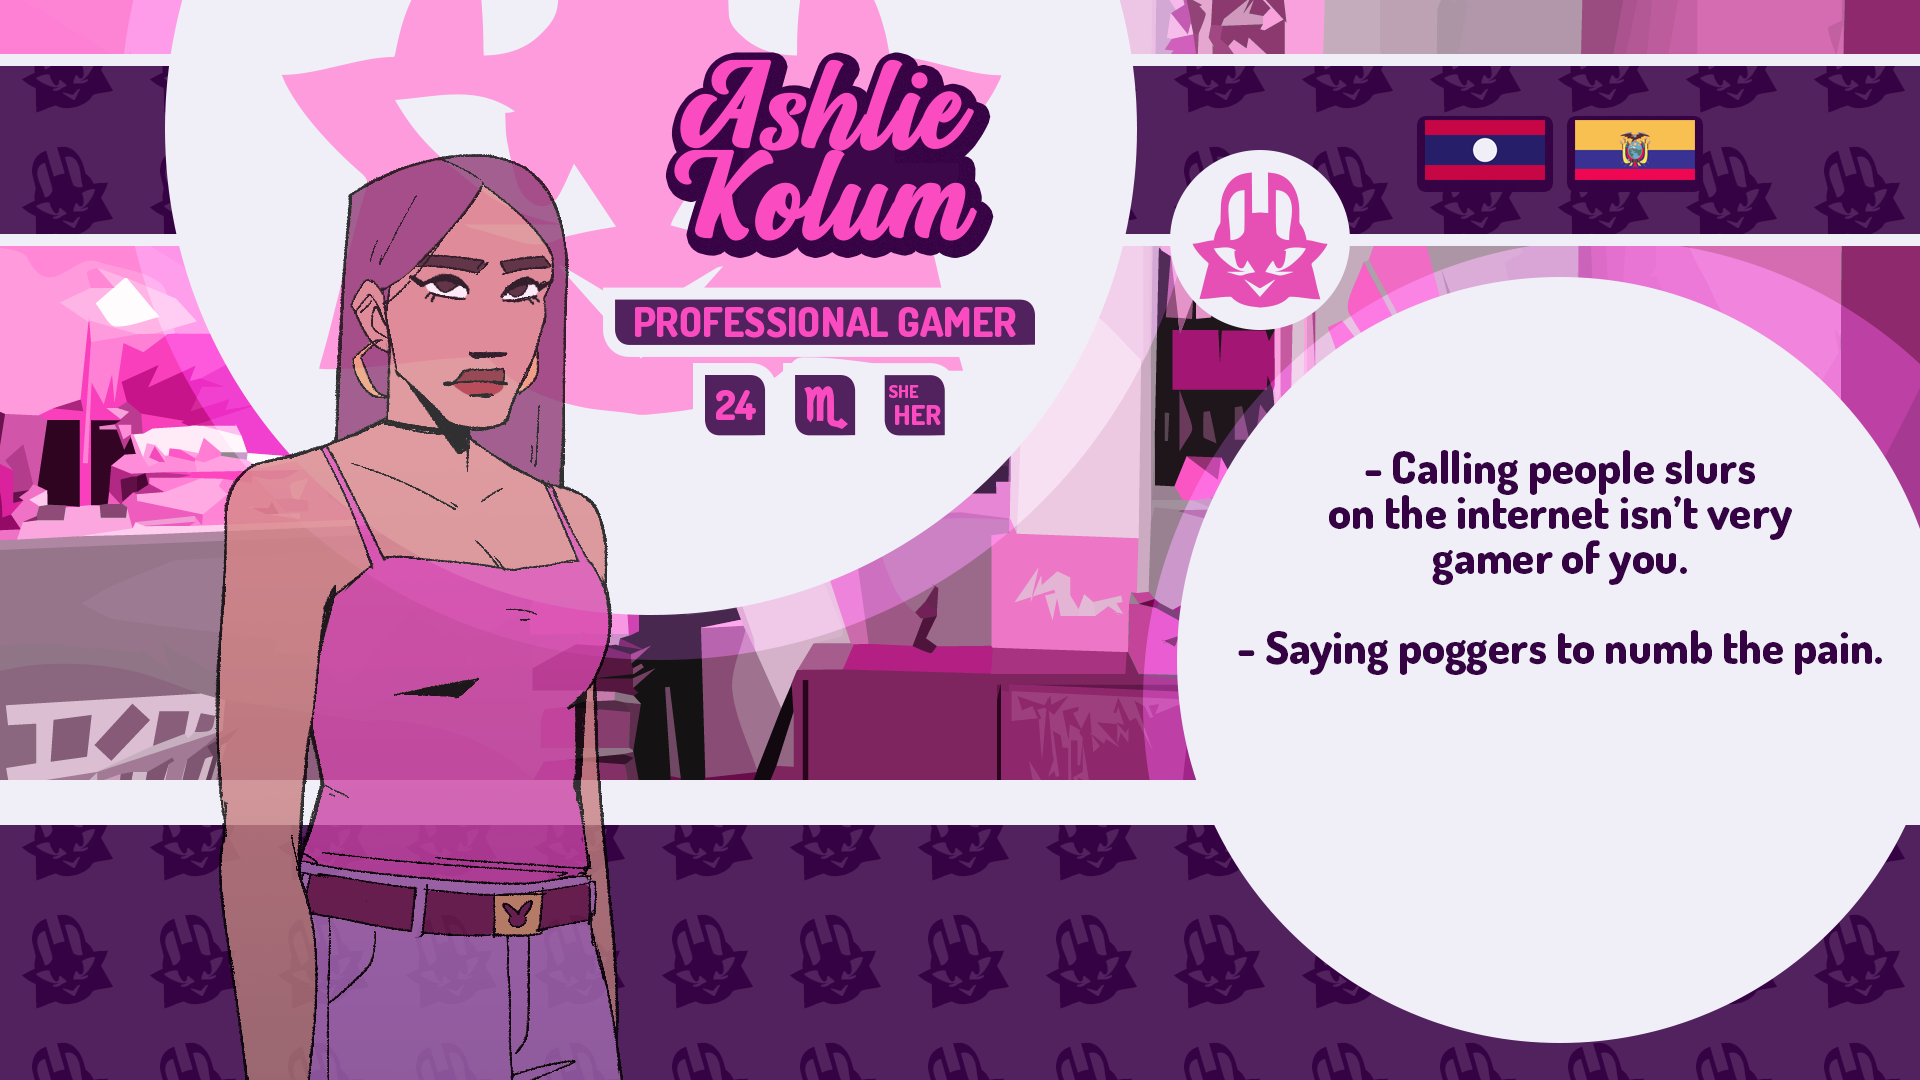 Ashlie
Kolum
PROFESSIONAL GAMER
24
SHE
HER
- Calling people slurs
on the internet isn't very
gamer of you.
- Saying poggers to numb the pain.